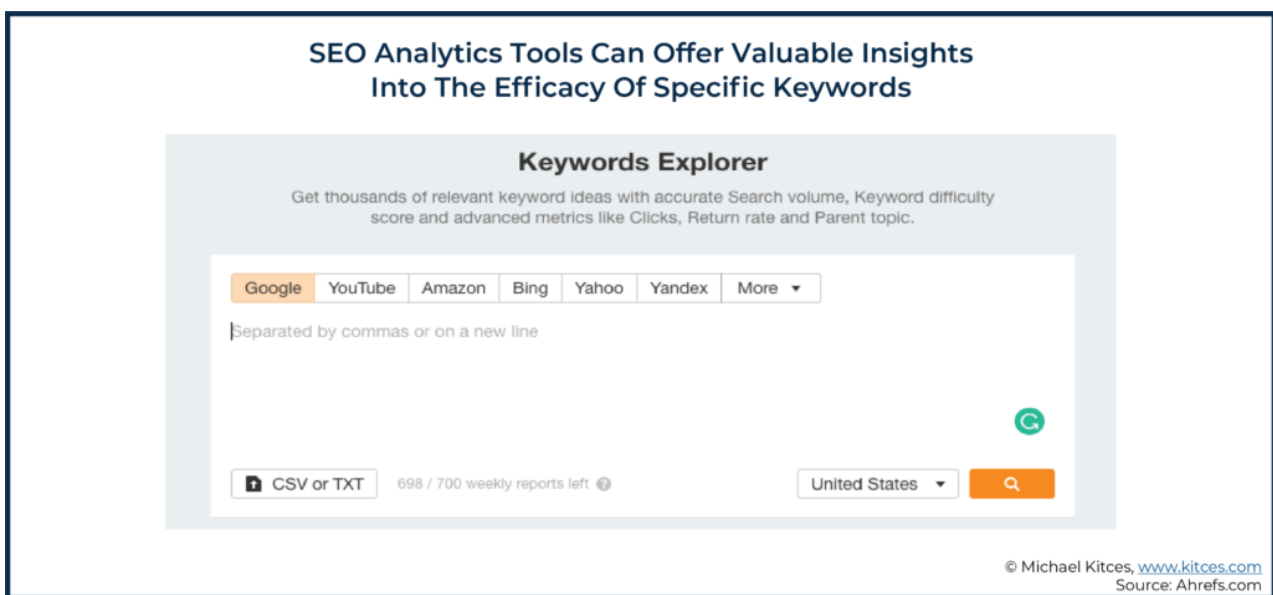 SEO Analytics Tools Can Offer Valuable Insights
Into The Efficacy Of Specific Keywords
Keywords Explorer
Get thousands of relevant keyword ideas with accurate Search volume, Keyword difficulty
score and advanced metrics like Clicks, Return rate and Parent topic.
Google YouTube Amazon Bing Yahoo Yandex More
Separated by commas or on a new line
CSV or TXT 698 / 700 weekly reports left ? United States
© Michael Kitces, www.kitces.com
Source: Ahrefs.com